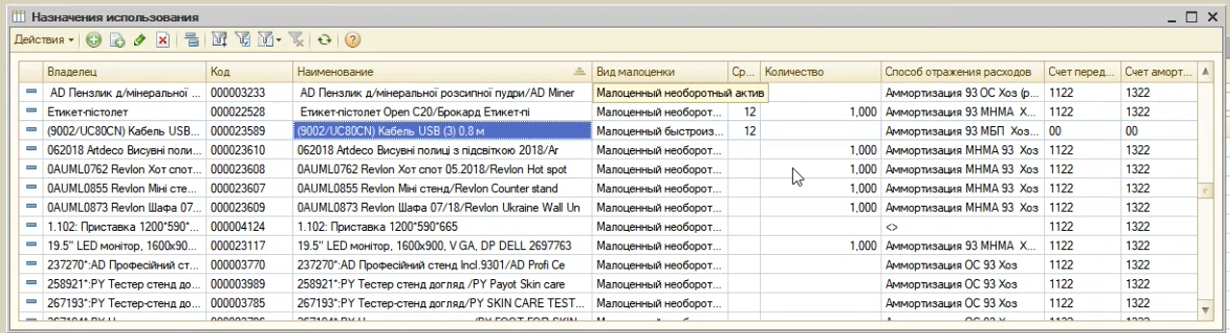 Назначения использования
Действия
Владелец Код Наименование Вид малоценки Ср... Количество Способ отражения расходов Счет перед... Счет аморт...
AD Пензлик д/мінеральної ... 000003233 AD Пензлик д/мінеральної розсипної пудри/AD Miner Малоценный необоротный актив Аммортизация 93 ОС Хоз (р... 1122 1322
Етикет-пістолет 000022528 Етикет-пістолет Open C20/Брокард Етикет-пі Малоценный необорот... 12 1,000 Аммортизация 93 МНМА Х... 1122 1322
(9002/UC80CN) Кабель USB... 000023589 (9002/UC80CN) Кабель USB (3) 0,8 м Малоценный быстроиз... 12 Аммортизация 93 МБП Хоз... 00 00
062018 Artdeco Висувні поли... 000023610 062018 Artdeco Висувні полиці з підсвіткою 2018/Ar Малоценный необорот... 1,000 Аммортизация МНМА 93 Хоз 1122 1322
0AUML0762 Revlon Хот спот... 000023608 0AUML0762 Revlon Хот спот 05.2018/Revlon Hot spot Малоценный необорот... 1,000 Аммортизация МНМА 93 Хоз 1122 1322
0AUML0855 Revlon Міні сте... 000023607 0AUML0855 Revlon Міні стенд/Revlon Counter stand Малоценный необорот... 1,000 Аммортизация МНМА 93 Хоз 1122 1322
0AUML0873 Revlon Шафа 07... 000023609 0AUML0873 Revlon Шафа 07/18/Revlon Ukraine Wall Un Малоценный необорот... 1,000 Аммортизация МНМА 93 Хоз 1122 1322
1.102: Приставка 1200*590*... 000004124 1.102: Приставка 1200*590*665 Малоценный необорот... <> 1122 1322
19.5" LED монітор, 1600x90... 000023117 19.5" LED монітор, 1600x900, V GA, DP DELL 2697763 Малоценный необорот... 1,000 Аммортизация 93 МНМА Х... 1122 1322
237270*:AD Професійний ст... 000003770 237270*:AD Професійний стенд Incl.9301/AD Profi Ce Малоценный необорот... Аммортизация ОС 93 Хоз 1122 1322
258921*:PY Тестер стенд до... 000003989 258921*:PY Тестер стенд догляд /PY Payot Skin care Малоценный необорот... Аммортизация ОС 93 Хоз 1122 1322
267193*:PY Тестер-стенд до... 000003785 267193*:PY Тестер-стенд догляд/PY SKIN CARE TEST... Малоценный необорот... Аммортизация ОС 93 Хоз 1122 1322